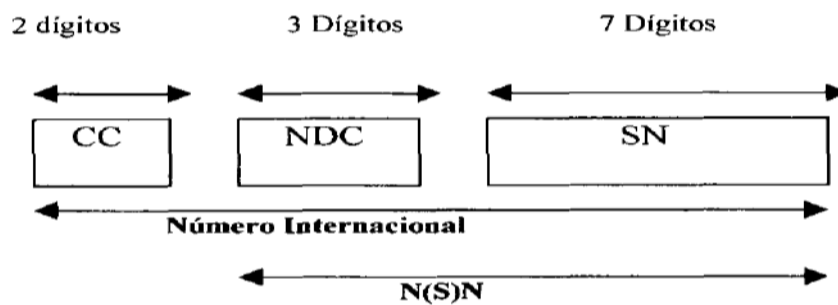 2 dígitos 3 Dígitos 7 Dígitos
CC NDC SN
Número Internacional
N(S)N